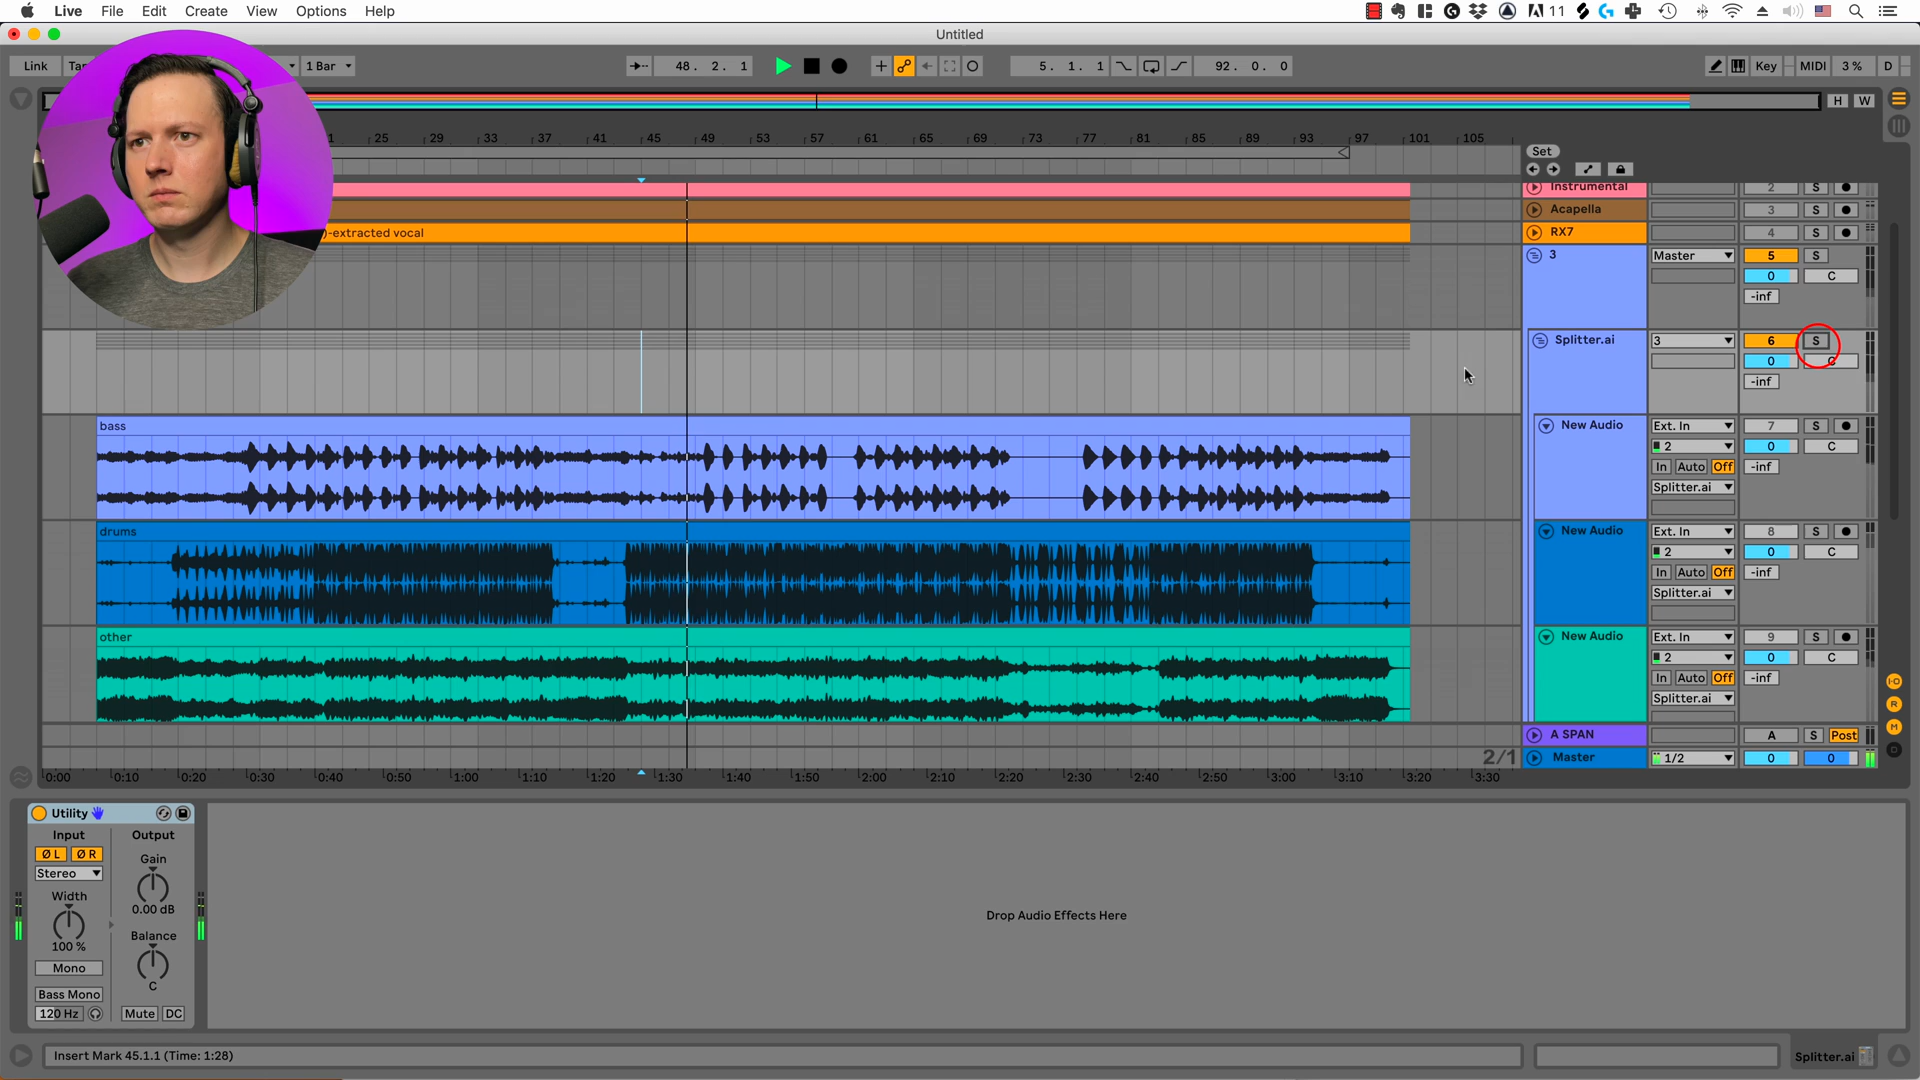 Live File Edit Create View Options Help
11
Untitled
Link Ta 1 Bar 48. 2. 1 5. 1. 1 92. 0. 0 Key MIDI 3 % D
H W
25 29 33 37 41 45 49 53 57 61 65 69 73 77 81 85 89 93 97 101 105
Set
Instrumental 2 S
Acapella 3 S
)-extracted vocal RX7 4 S
3 Master 5 S
0 C
-inf
Splitter.ai 3 6 S
0 C
-inf
bass New Audio Ext. In 7 S
2 0 C
In Auto Off -inf
Splitter.ai
drums New Audio Ext. In 8 S
2 0 C
In Auto Off -inf
Splitter.ai
other New Audio Ext. In 9 S
2 0 C
In Auto Off -inf
Splitter.ai
I·O
R
M
D
A SPAN A S Post
2/1 Master 1/2 0 0
0:00 0:10 0:20 0:30 0:40 0:50 1:00 1:10 1:20 1:30 1:40 1:50 2:00 2:10 2:20 2:30 2:40 2:50 3:00 3:10 3:20 3:30
Utility
Input Output
Ø L Ø R
Gain
Stereo
Width
0.00 dB
Balance
100 %
Mono
C
Bass Mono
120 Hz Mute DC
Drop Audio Effects Here
Insert Mark 45.1.1 (Time: 1:28)
Splitter.ai